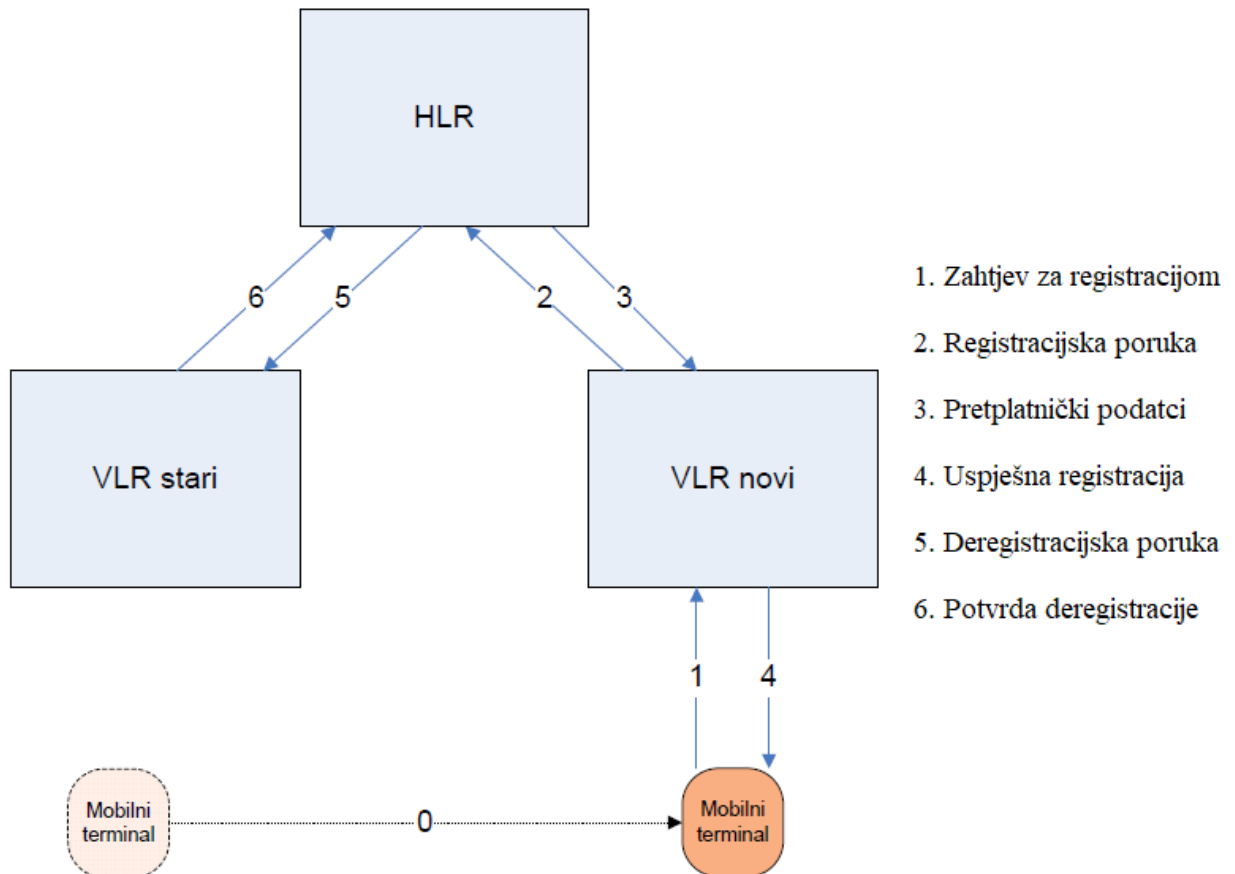 HLR
6
5
2
3
VLR stari
VLR novi
1. Zahtjev za registracijom
2. Registracijska poruka
3. Pretplatnički podatci
4. Uspješna registracija
5. Deregistracijska poruka
6. Potvrda deregistracije
1
4
Mobilni
terminal
0
Mobilni
terminal